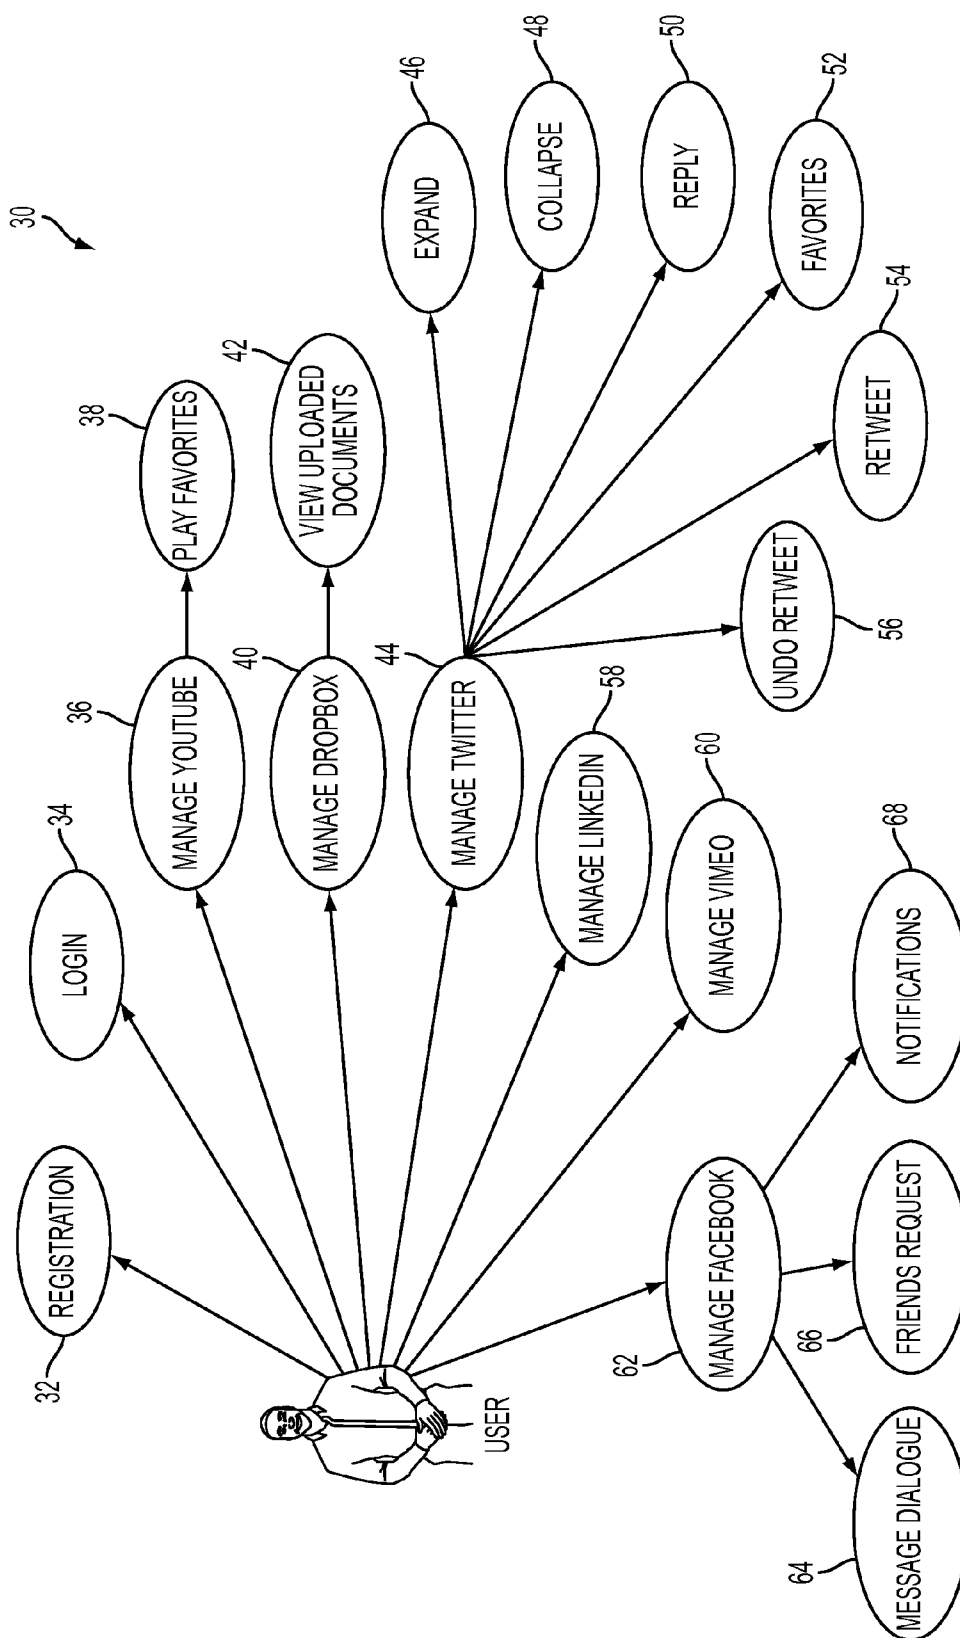 30
REGISTRATION
32
LOGIN
34
MANAGE YOUTUBE
36
PLAY FAVORITES
38
MANAGE DROPBOX
40
VIEW UPLOADED
DOCUMENTS
42
MANAGE TWITTER
44
EXPAND
46
COLLAPSE
48
REPLY
50
FAVORITES
52
RETWEET
54
UNDO RETWEET
56
MANAGE LINKEDIN
58
MANAGE VIMEO
60
USER
MANAGE FACEBOOK
62
MESSAGE DIALOGUE
64
FRIENDS REQUEST
66
NOTIFICATIONS
68